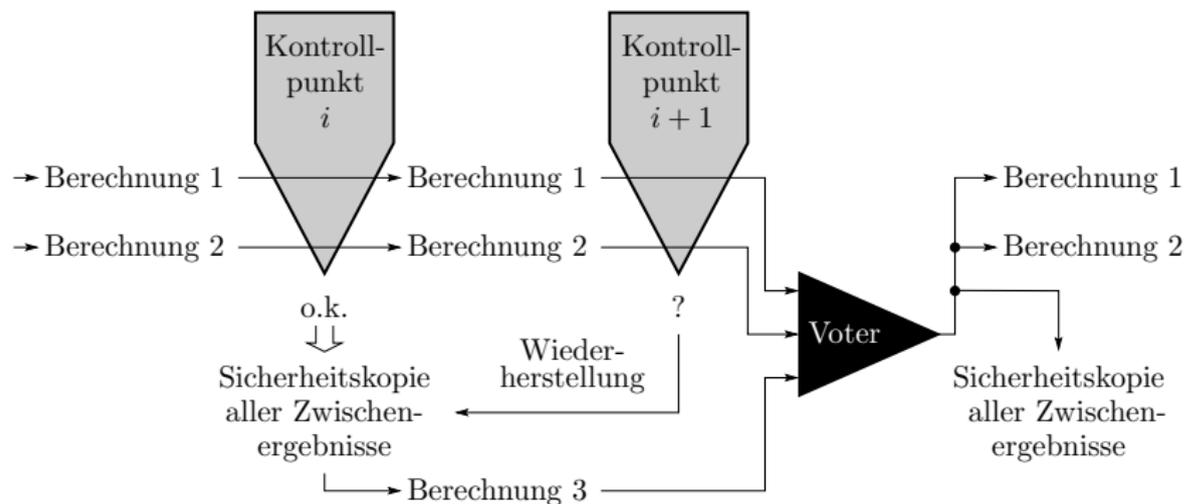 Kontroll-
punkt
i
Kontroll-
punkt
i + 1
Berechnung 1
Berechnung 1
Berechnung 1
Berechnung 2
Berechnung 2
Berechnung 2
o.k.
?
Voter
Wieder-
herstellung
Sicherheitskopie
aller Zwischen-
ergebnisse
Sicherheitskopie
aller Zwischen-
ergebnisse
Berechnung 3